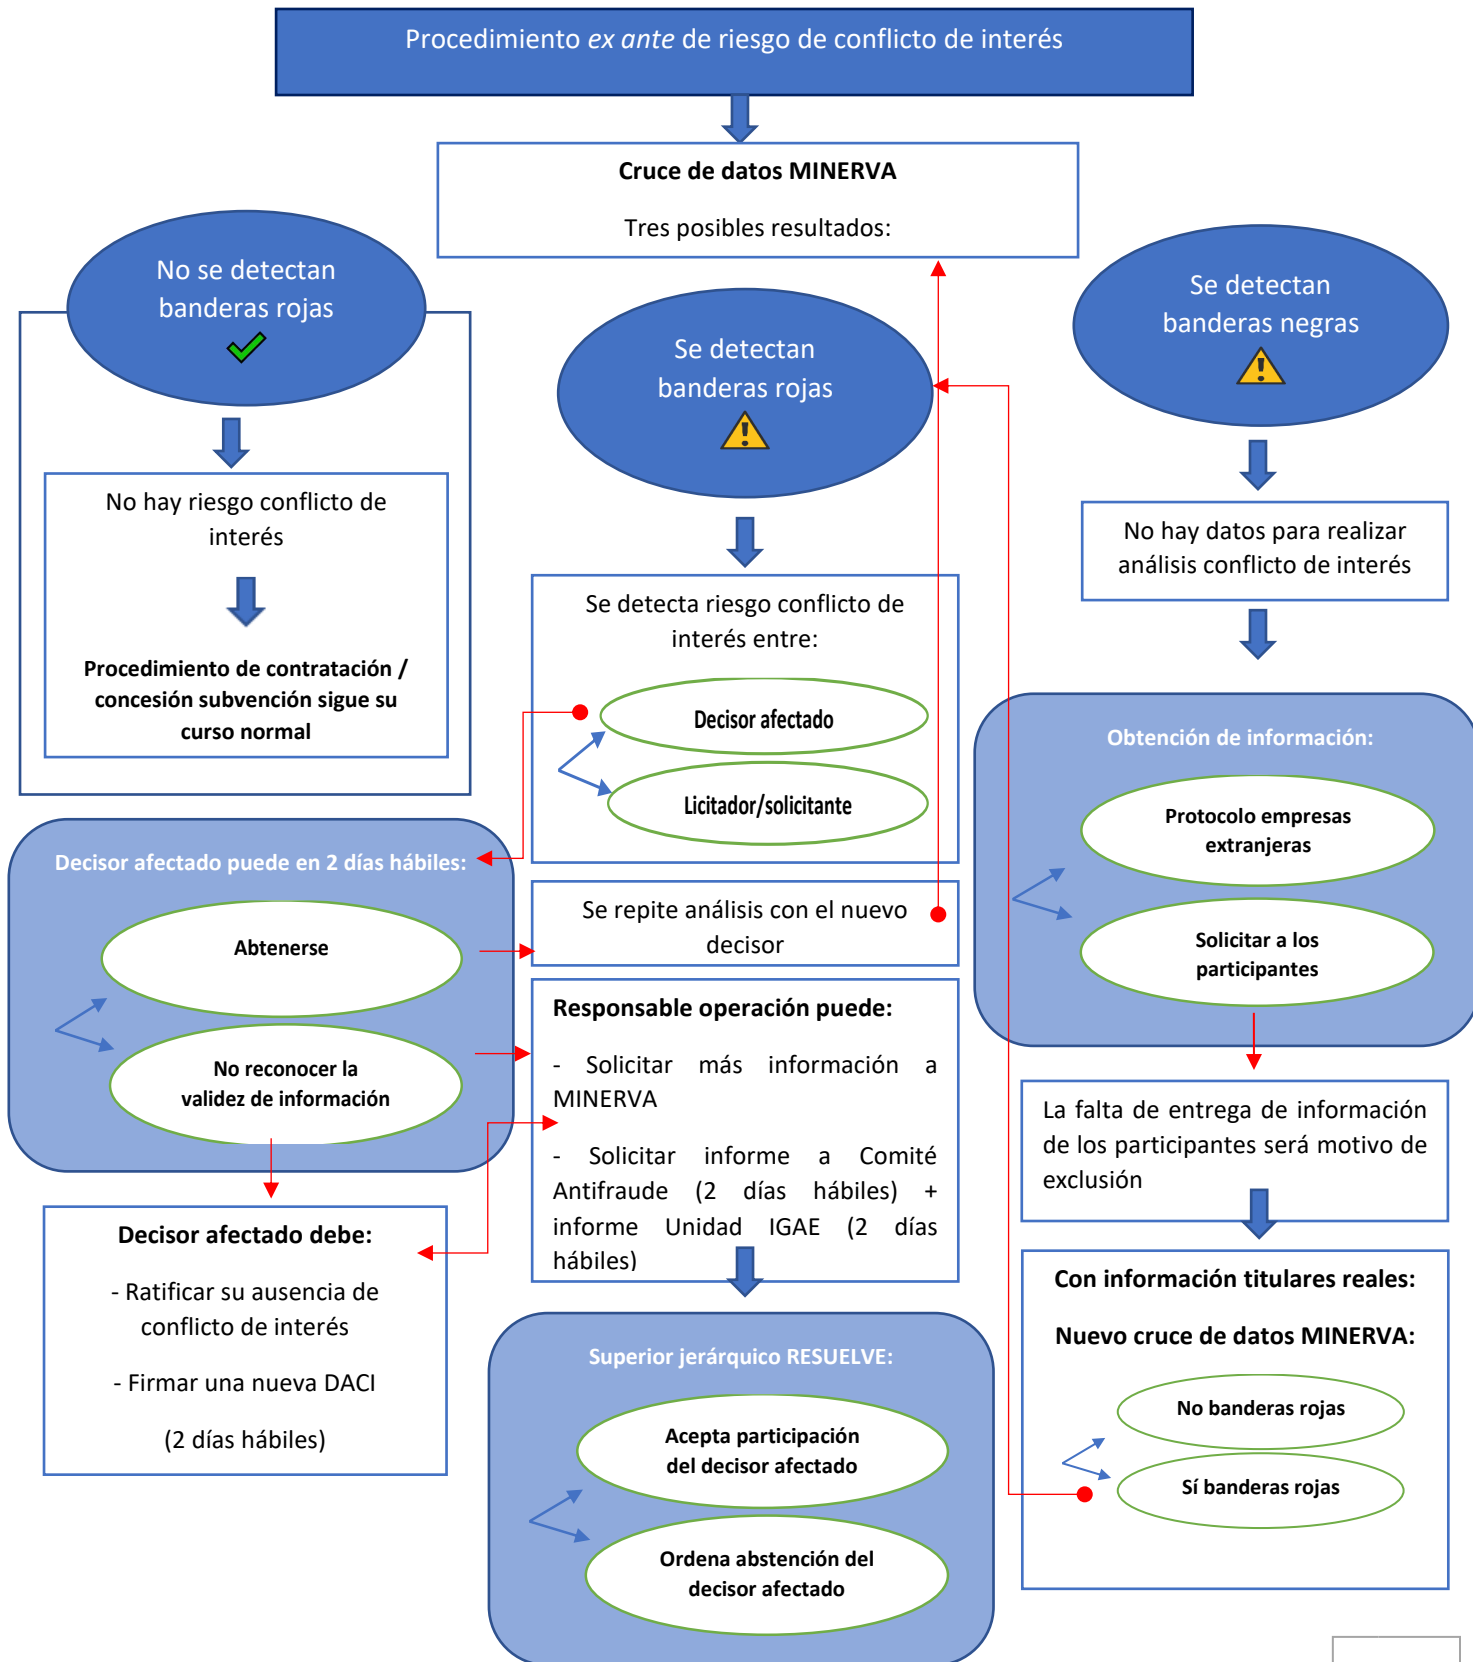 Procedimiento ex ante de riesgo de conflicto de interés
Cruce de datos MINERVA
Tres posibles resultados:
No se detectan
banderas rojas
No hay riesgo conflicto de
interés
Procedimiento de contratación /
concesión subvención sigue su
curso normal
Se detectan
banderas rojas
Se detecta riesgo conflicto de
interés entre:
Decisor afectado
Licitador/solicitante
Se detectan
banderas negras
No hay datos para realizar
análisis conflicto de interés
Obtención de información:
Protocolo empresas
extranjeras
Solicitar a los
participantes
Decisor afectado puede en 2 días hábiles:
Abtenerse
No reconocer la
validez de información
Se repite análisis con el nuevo
decisor
Responsable operación puede:
- Solicitar más información a
MINERVA
- Solicitar informe a Comité
Antifraude (2 días hábiles) +
informe Unidad IGAE (2 días
hábiles)
La falta de entrega de información
de los participantes será motivo de
exclusión
Decisor afectado debe:
- Ratificar su ausencia de
conflicto de interés
- Firmar una nueva DACI
(2 días hábiles)
Superior jerárquico RESUELVE:
Acepta participación
del decisor afectado
Ordena abstención del
decisor afectado
Con información titulares reales:
Nuevo cruce de datos MINERVA:
No banderas rojas
Sí banderas rojas